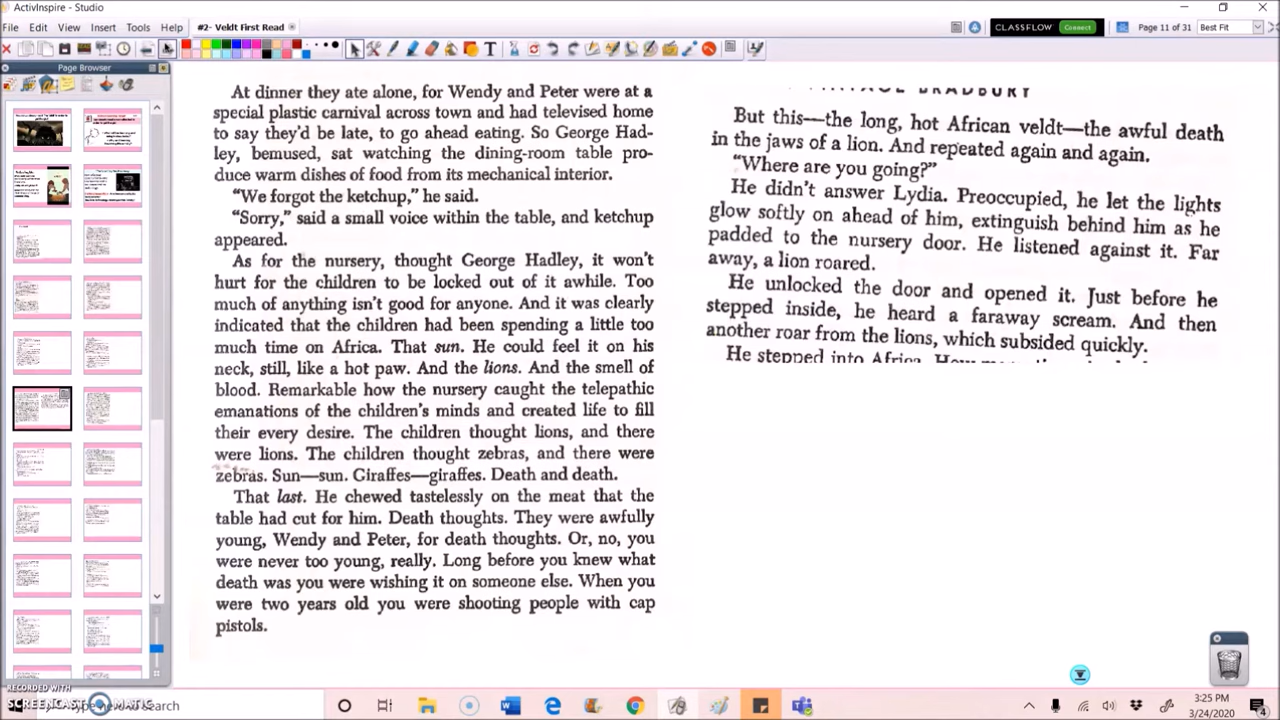 ActivInspire - Studio
File Edit View Insert Tools Help
#2- Veldt First Read
CLASSFLOW Connect
Page 11 of 31
Best Fit
Page Browser
At dinner they ate alone, for Wendy and Peter were at a
special plastic carnival across town and had televised home
to say they'd be late, to go ahead eating. So George Had-
ley, bemused, sat watching the dining-room table pro-
duce warm dishes of food from its mechanical interior.
"We forgot the ketchup," he said.
"Sorry," said a small voice within the table, and ketchup
appeared.
As for the nursery, thought George Hadley, it won't
hurt for the children to be locked out of it awhile. Too
much of anything isn't good for anyone. And it was clearly
indicated that the children had been spending a little too
much time on Africa. That sun. He could feel it on his
neck, still, like a hot paw. And the lions. And the smell of
blood. Remarkable how the nursery caught the telepathic
emanations of the children's minds and created life to fill
their every desire. The children thought lions, and there
were lions. The children thought zebras, and there were
zebras. Sun—sun. Giraffes—giraffes. Death and death.
That last. He chewed tastelessly on the meat that the
table had cut for him. Death thoughts. They were awfully
young, Wendy and Peter, for death thoughts. Or, no, you
were never too young, really. Long before you knew what
death was you were wishing it on someone else. When you
were two years old you were shooting people with cap
pistols.
BRADBURY
But this—the long, hot African veldt—the awful death
in the jaws of a lion. And repeated again and again.
"Where are you going?"
He didn't answer Lydia. Preoccupied, he let the lights
glow softly on ahead of him, extinguish behind him as he
padded to the nursery door. He listened against it. Far
away, a lion roared.
He unlocked the door and opened it. Just before he
stepped inside, he heard a faraway scream. And then
another roar from the lions, which subsided quickly.
He stepped into Africa. How
RECORDED WITH
SCREENCAST MATIC
search
3:25 PM
3/24/2020
4